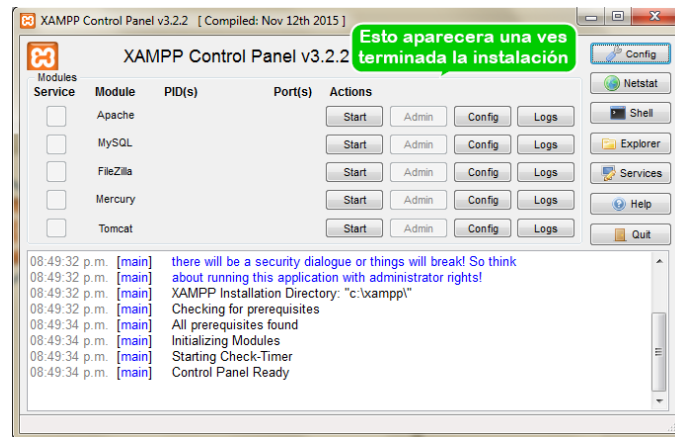 XAMPP Control Panel v3.2.2 [ Compiled: Nov 12th 2015 ]
Esto aparecera una ves
terminada la instalación
XAMPP Control Panel v3.2.2
Config
Modules
Service Module PID(s) Port(s) Actions
Netstat
Apache Start Admin Config Logs
Shell
MySQL Start Admin Config Logs
Explorer
FileZilla Start Admin Config Logs
Services
Mercury Start Admin Config Logs
Help
Tomcat Start Admin Config Logs
Quit
08:49:32 p.m. [main] there will be a security dialogue or things will break! So think
08:49:32 p.m. [main] about running this application with administrator rights!
08:49:32 p.m. [main] XAMPP Installation Directory: "c:\xampp\"
08:49:32 p.m. [main] Checking for prerequisites
08:49:34 p.m. [main] All prerequisites found
08:49:34 p.m. [main] Initializing Modules
08:49:34 p.m. [main] Starting Check-Timer
08:49:34 p.m. [main] Control Panel Ready